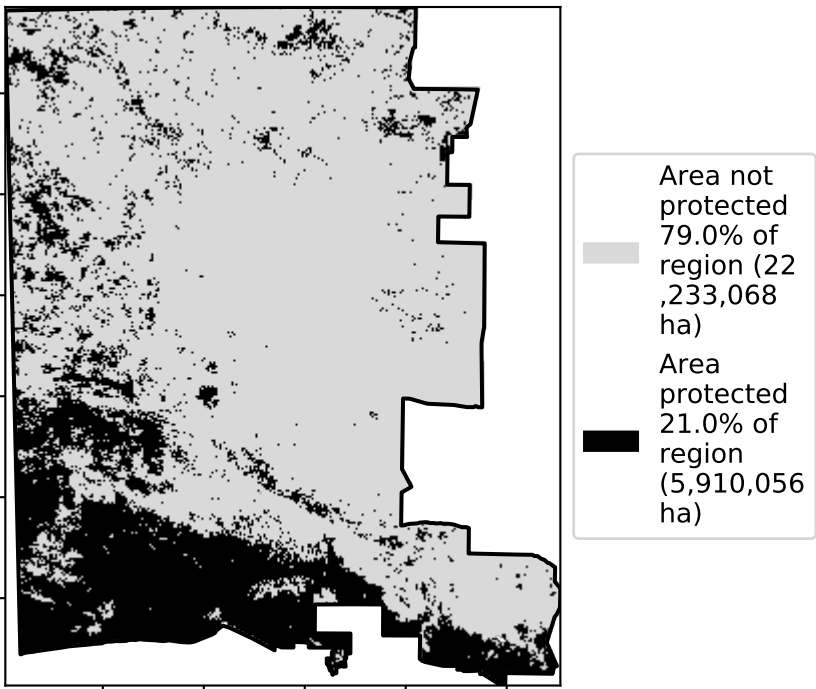 Area not
protected
79.0% of
region (22
,233,068
ha)
Area
protected
21.0% of
region
(5,910,056
ha)